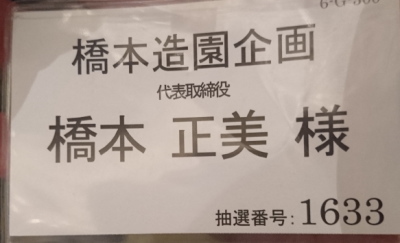 橋本造園企画
代表取締役
橋本 正美 様
抽選番号:1633